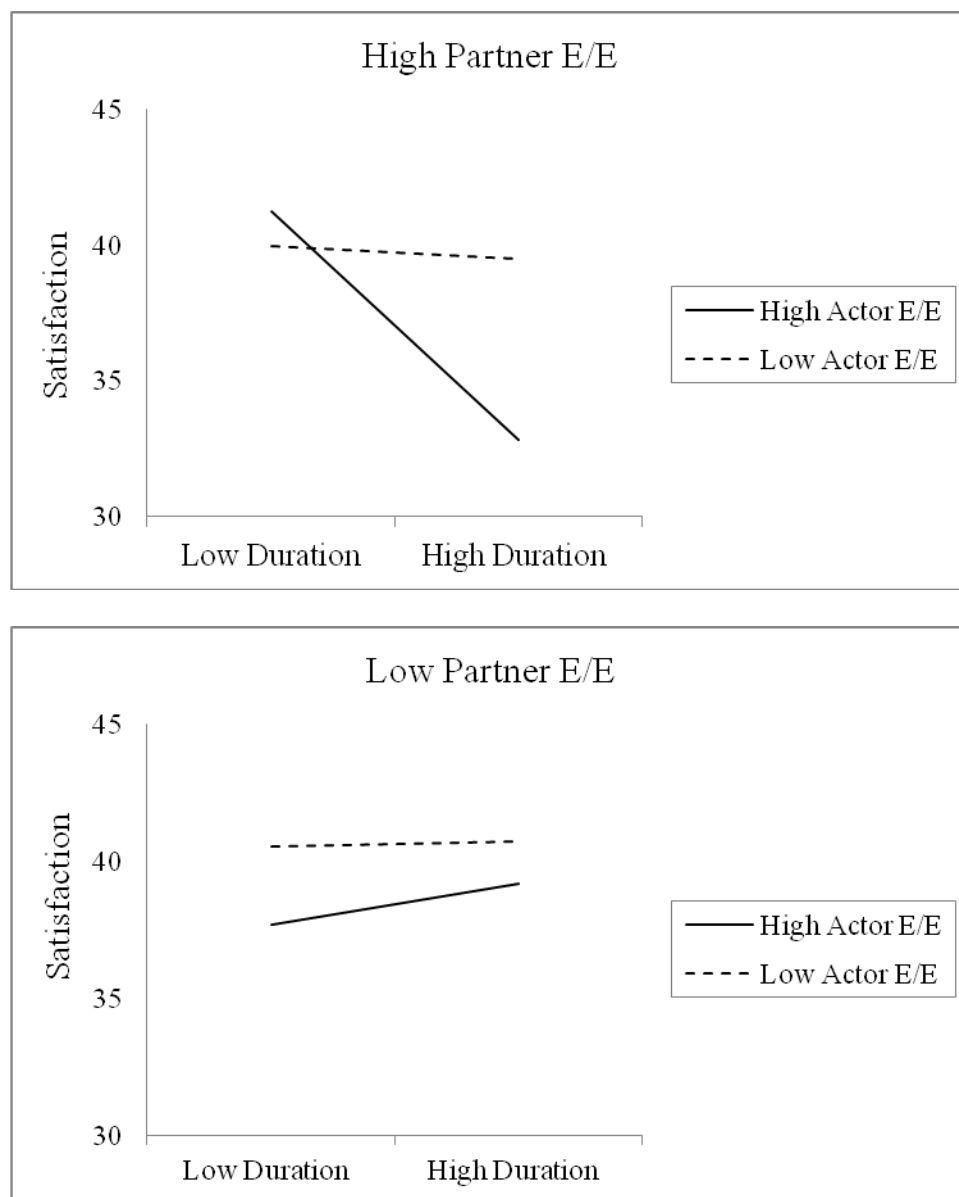 High Partner E/E
45
40
35
30
Satisfaction
Low Duration
High Duration
High Actor E/E
Low Actor E/E
Low Partner E/E
45
40
35
30
Satisfaction
Low Duration
High Duration
High Actor E/E
Low Actor E/E